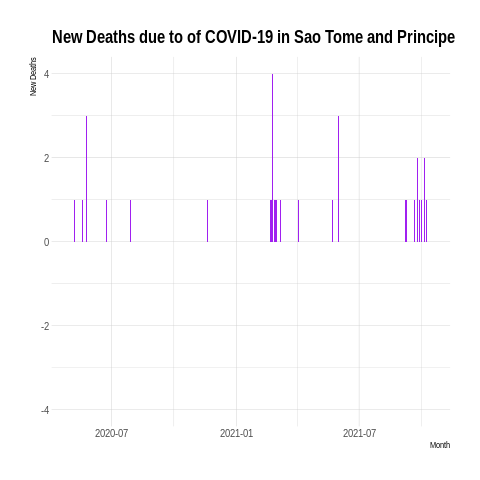 New Deaths due to of COVID-19 in Sao Tome and Principe
New Deaths
4
2
0
-2
-4
2020-07
2021-01
2021-07
Month